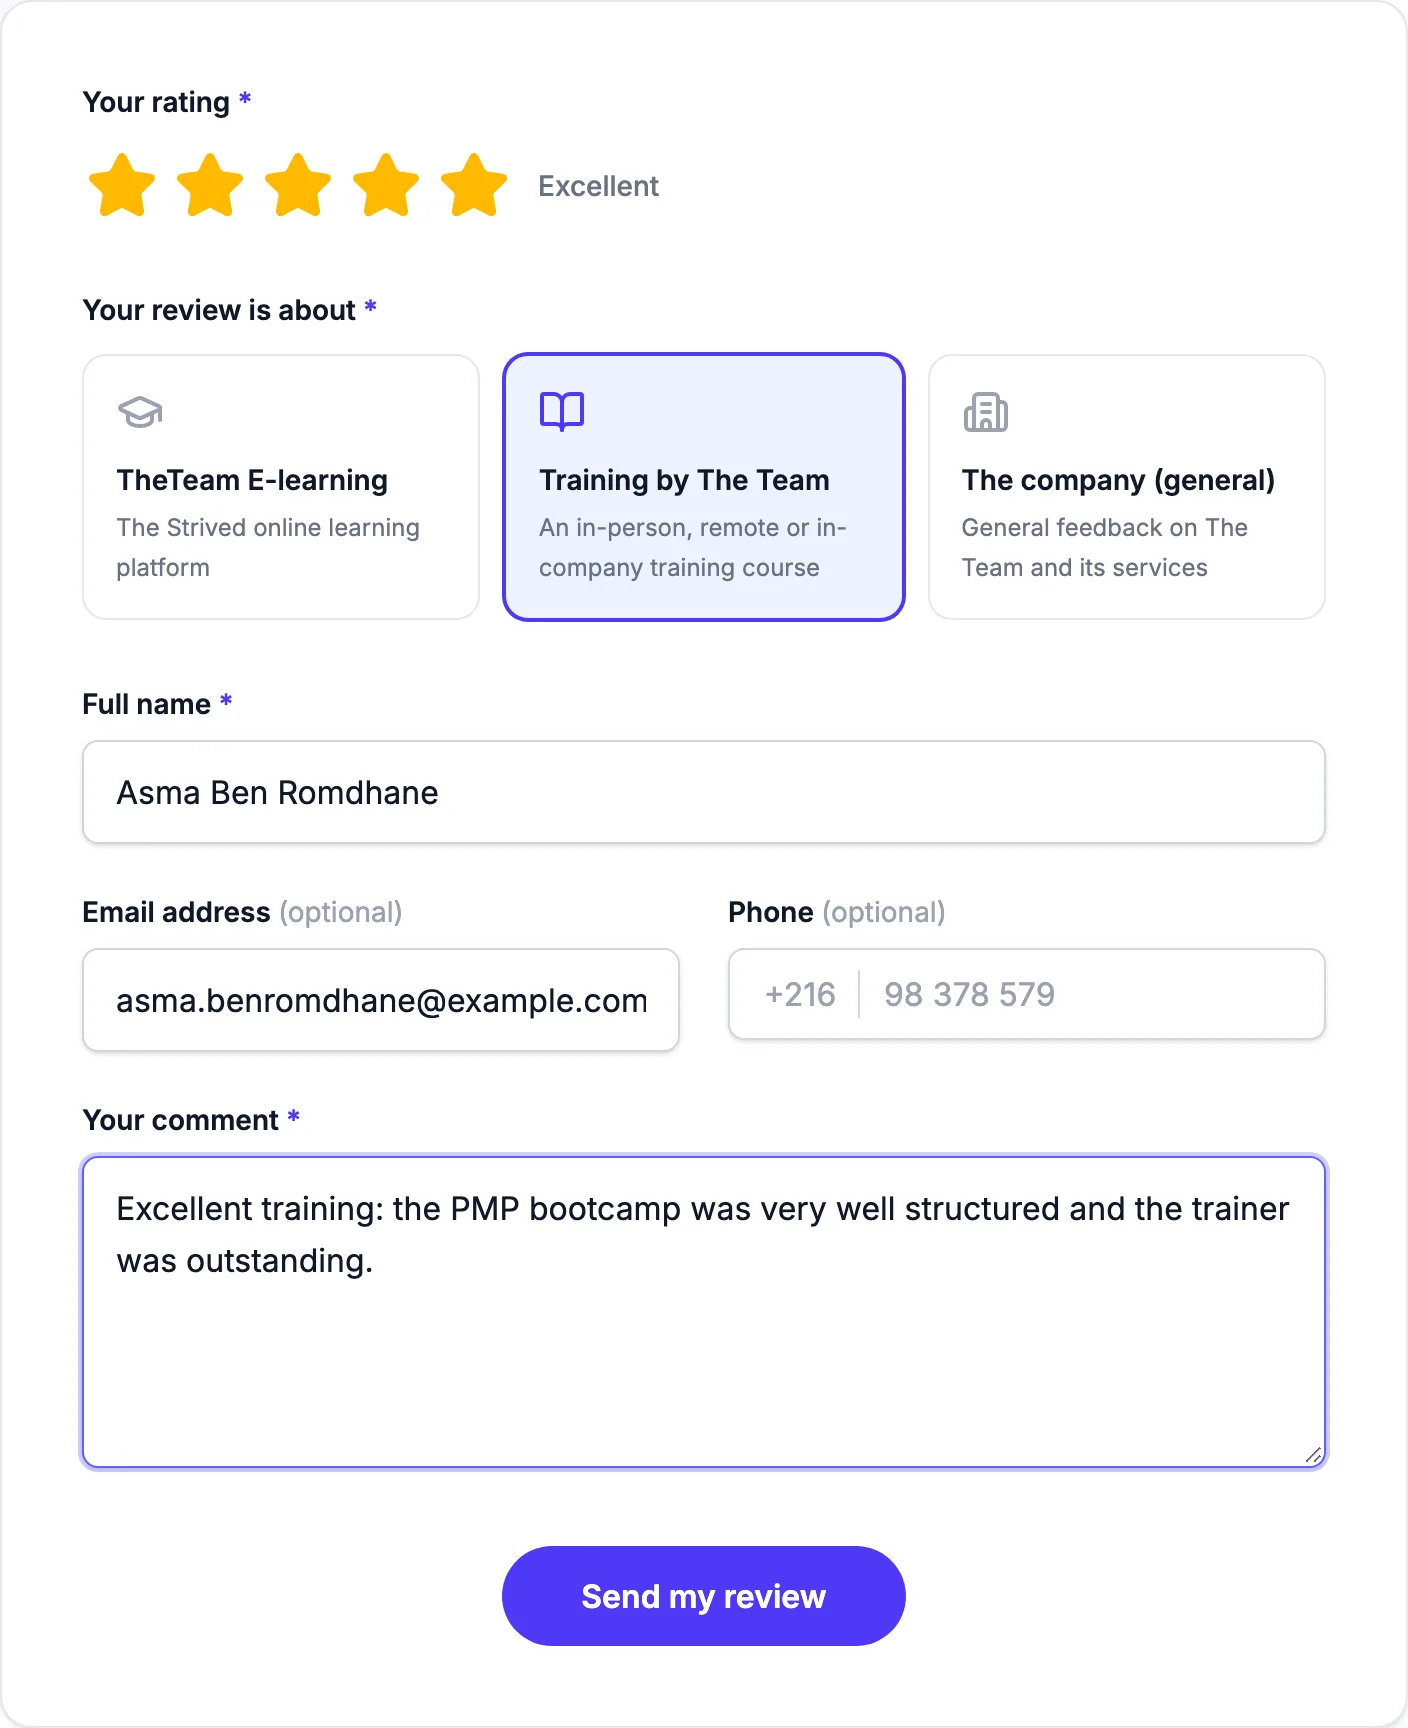 Your rating *
Excellent
Your review is about *
TheTeam E-learning
The Strived online learning
platform
Training by The Team
An in-person, remote or in-
company training course
The company (general)
General feedback on The
Team and its services
Full name *
Asma Ben Romdhane
Email address (optional)
asma.benromdhane@example.com
Phone (optional)
+216 98 378 579
Your comment *
Excellent training: the PMP bootcamp was very well structured and the trainer
was outstanding.
Send my review